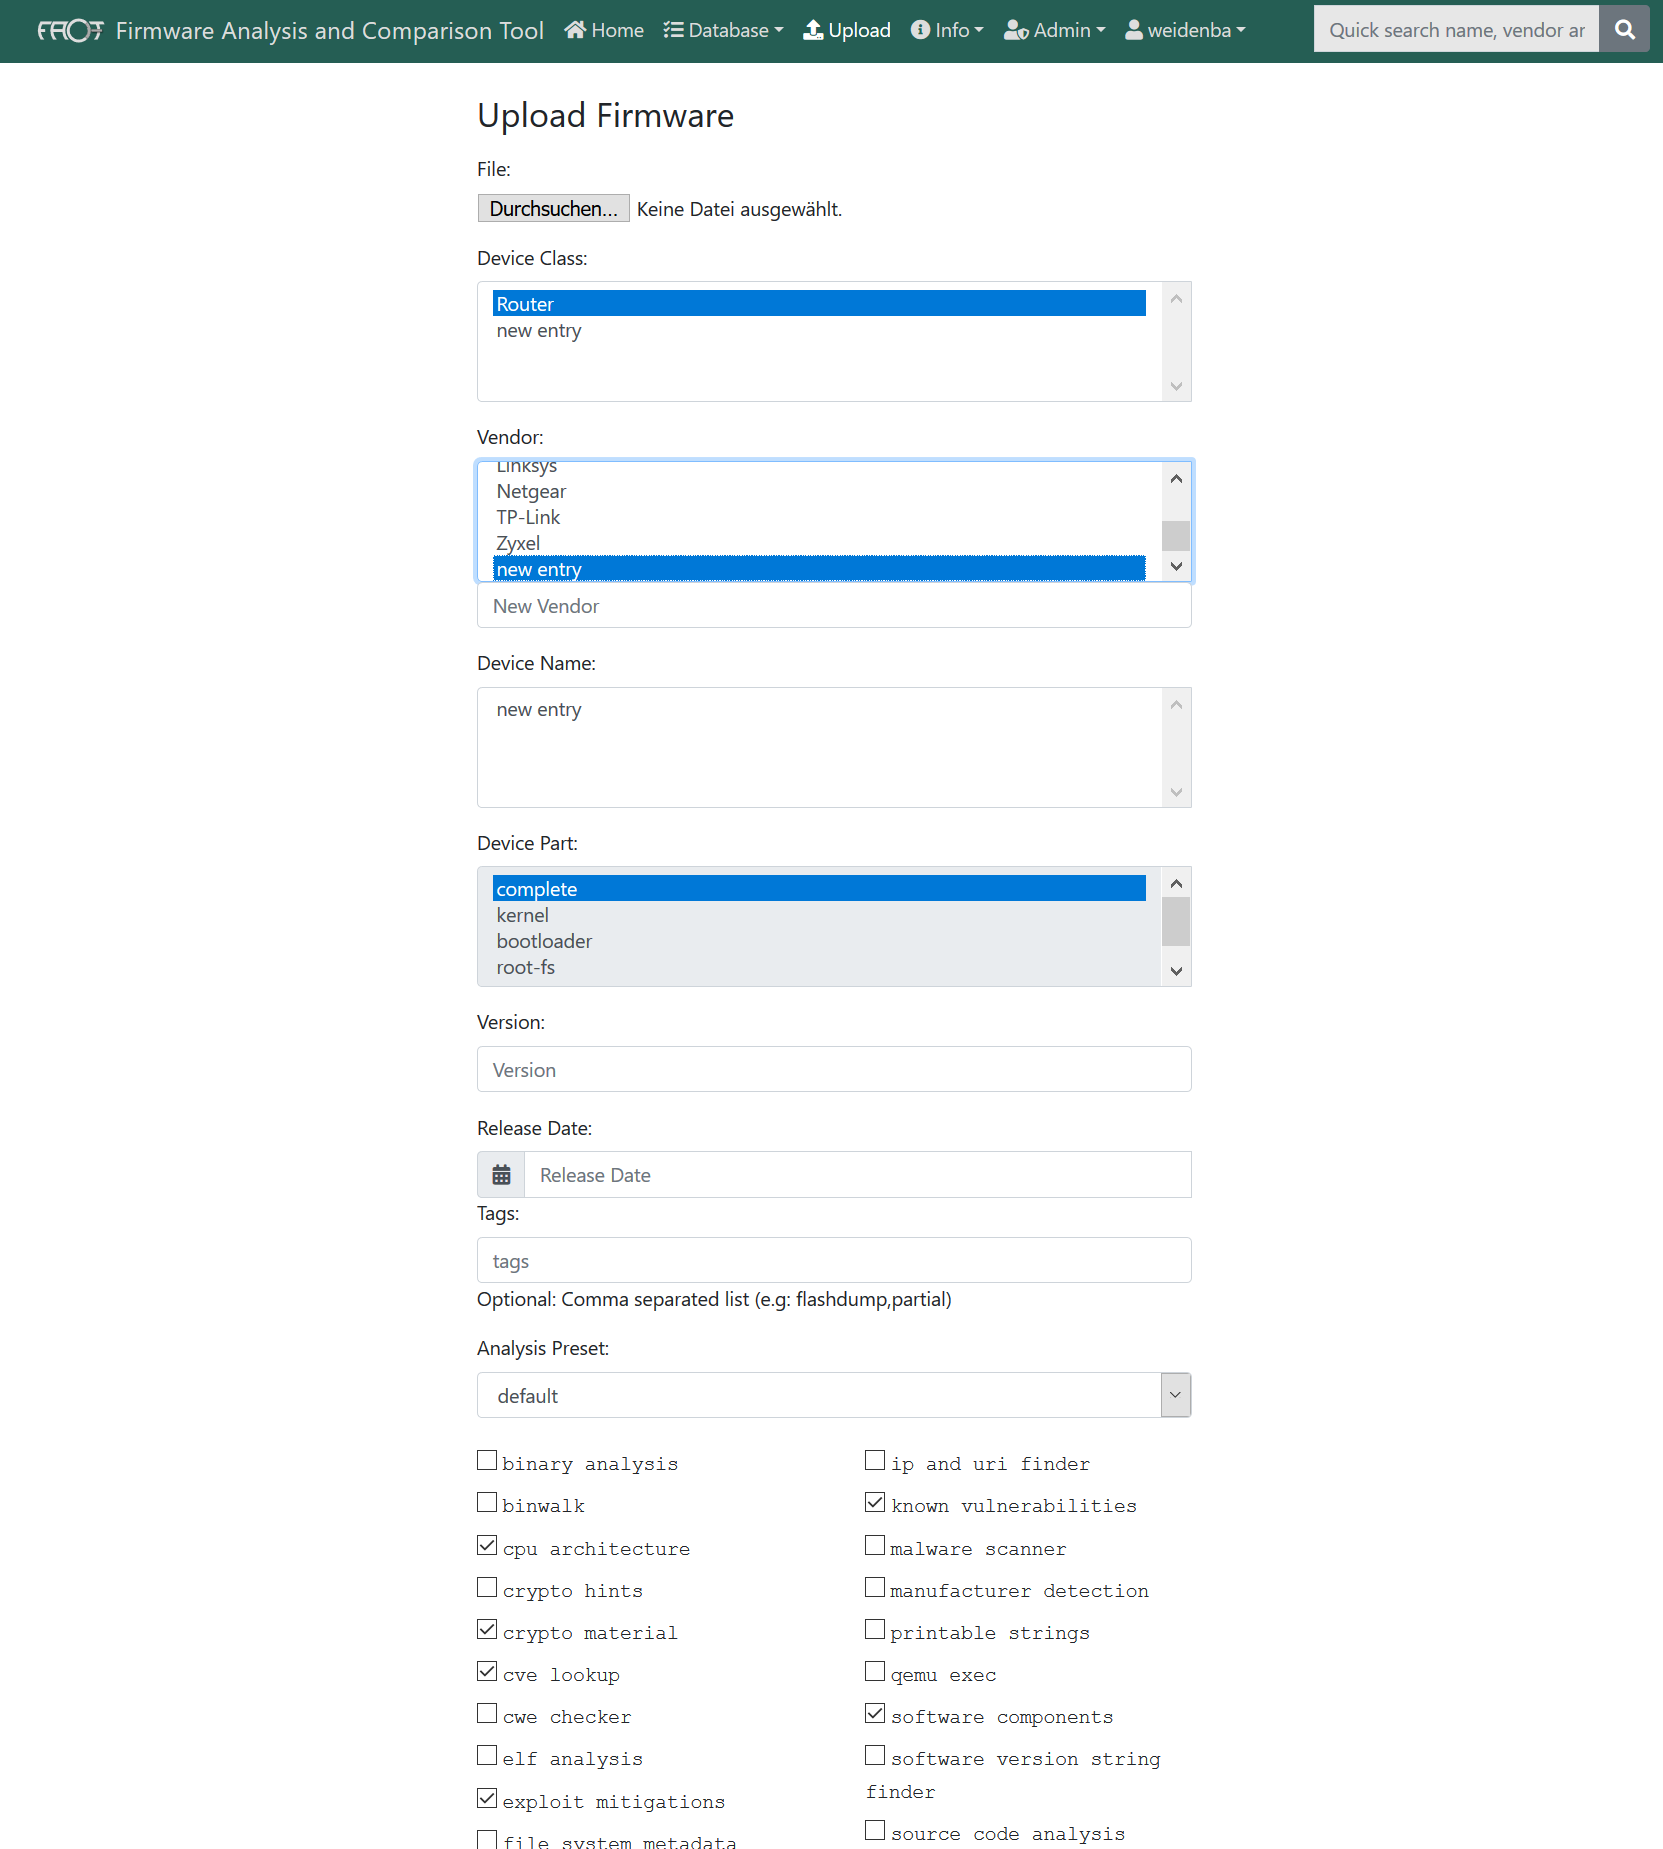 FACT Firmware Analysis and Comparison Tool Home Database Upload Info Admin weidenba Quick search name, vendor ar
Upload Firmware
File:
Durchsuchen... Keine Datei ausgewählt.
Device Class:
Router
new entry
Vendor:
Linksys
Netgear
TP-Link
Zyxel
new entry
New Vendor
Device Name:
new entry
Device Part:
complete
kernel
bootloader
root-fs
Version:
Version
Release Date:
Release Date
Tags:
tags
Optional: Comma separated list (e.g: flashdump,partial)
Analysis Preset:
default
binary analysis
binwalk
cpu architecture
crypto hints
crypto material
cve lookup
cwe checker
elf analysis
exploit mitigations
file system metadata
ip and uri finder
known vulnerabilities
malware scanner
manufacturer detection
printable strings
qemu exec
software components
software version string
finder
source code analysis